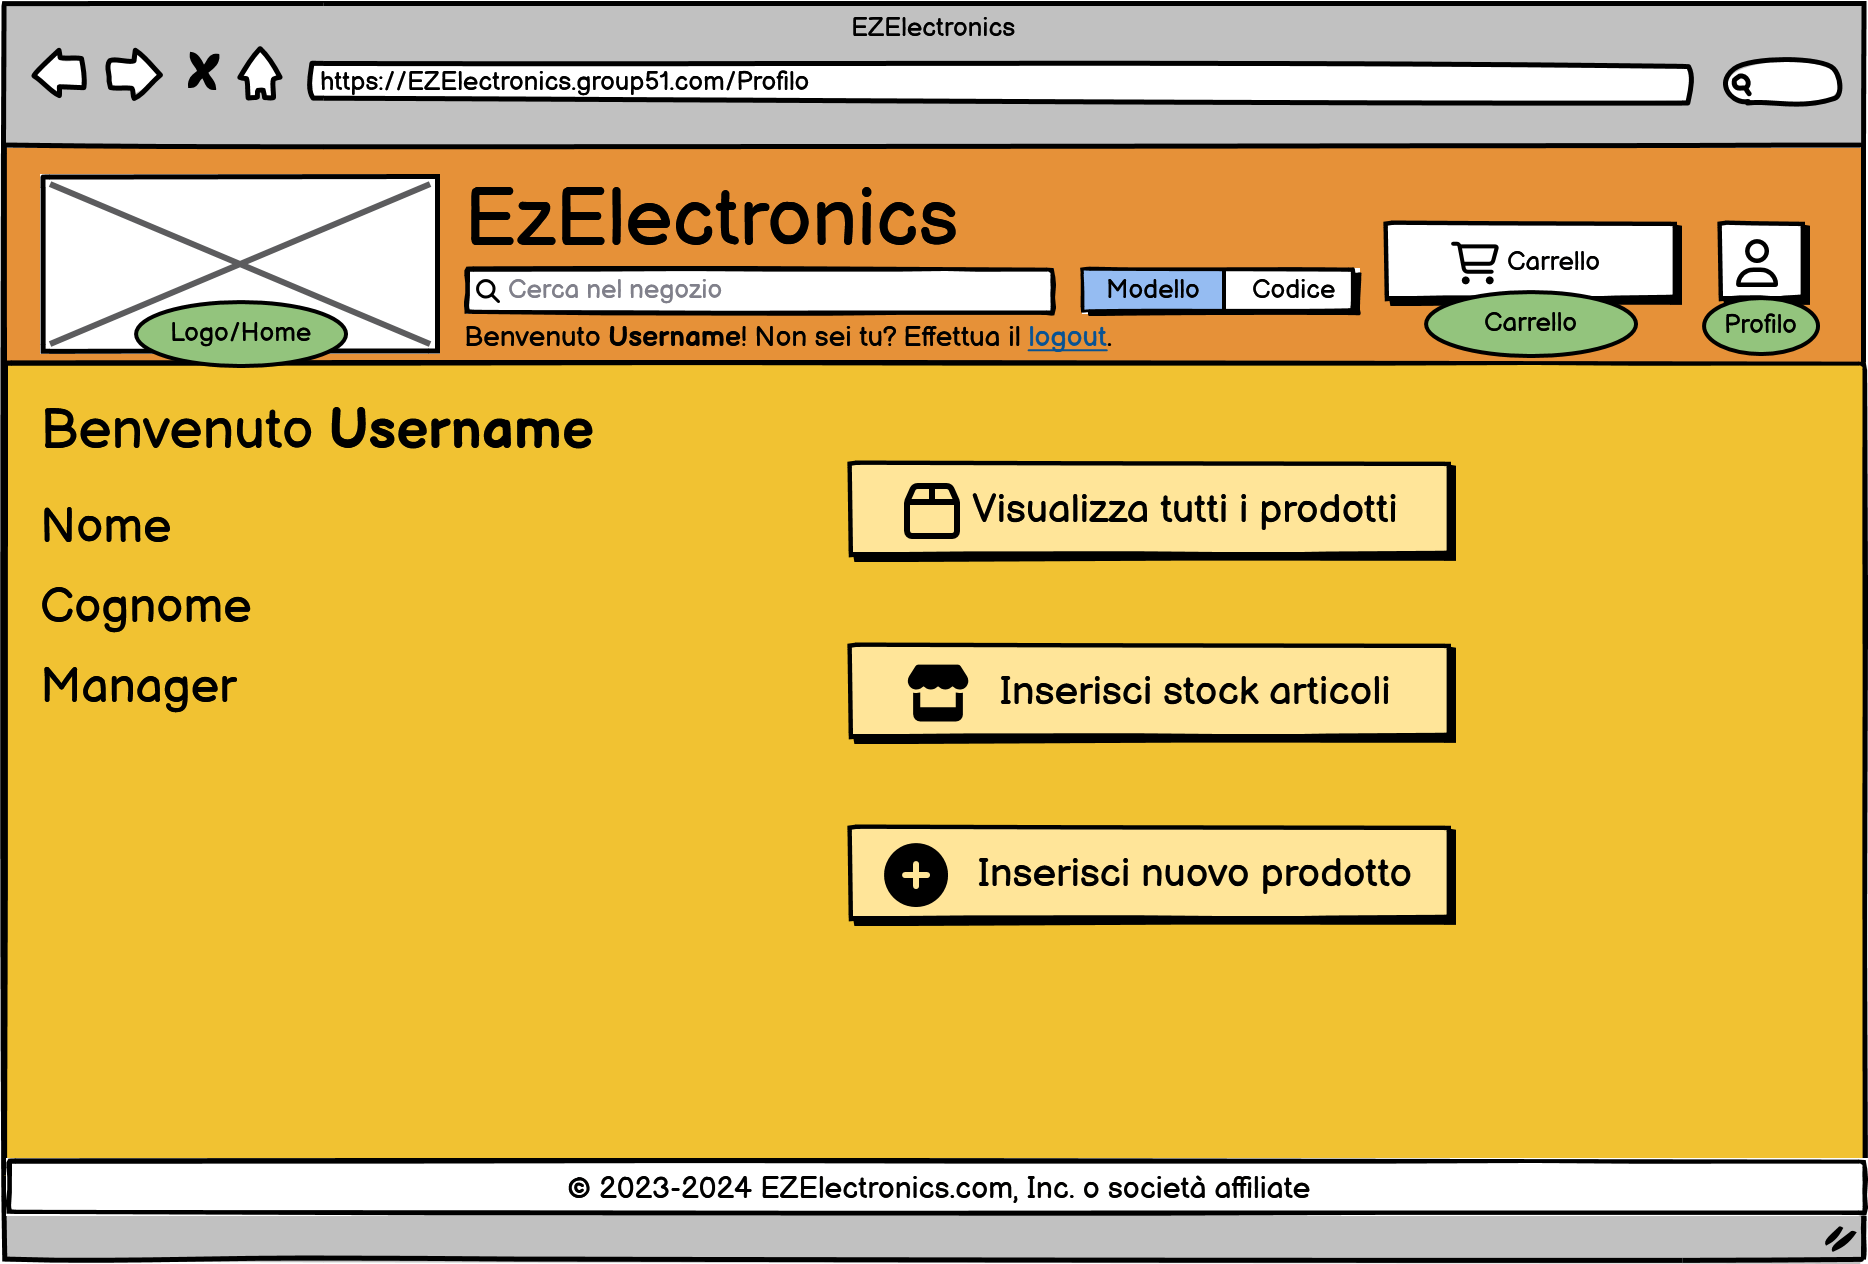 EZElectronics
https://EZElectronics.group51.com/Profilo
EzElectronics
Cerca nel negozio
Modello
Codice
Carrello
Logo/Home
Benvenuto Username! Non sei tu? Effettua il logout.
Carrello
Profilo
Benvenuto Username
Nome
Cognome
Manager
Visualizza tutti i prodotti
Inserisci stock articoli
Inserisci nuovo prodotto
© 2023-2024 EZElectronics.com, Inc. o società affiliate